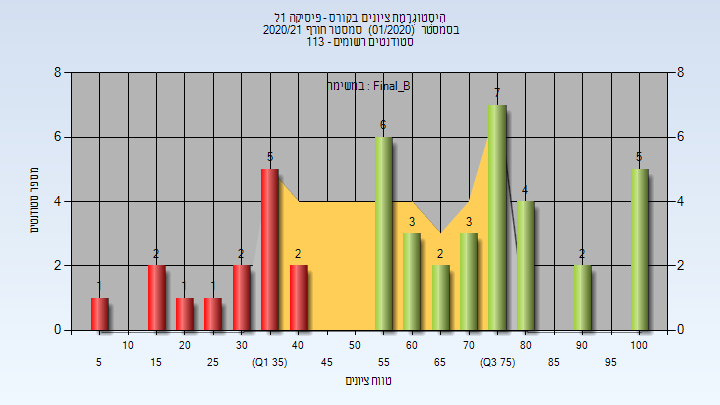 היסטוגרמת ציונים בקורס - פיסיקה 1ל
בסמסטר (01/2020) סמסטר חורף 2020/21
סטודנטים רשומים - 113
במשימה : Final_B
8 8
6 6
4 4
2 2
0 0
מספר סטודנטים
1 2 1 1 2 5 2 6 3 2 3 7 4 2 5
10 20 30 40 50 60 70 80 90 100
5 15 25 (Q1 35) 45 55 65 (Q3 75) 85 95
טווח ציונים